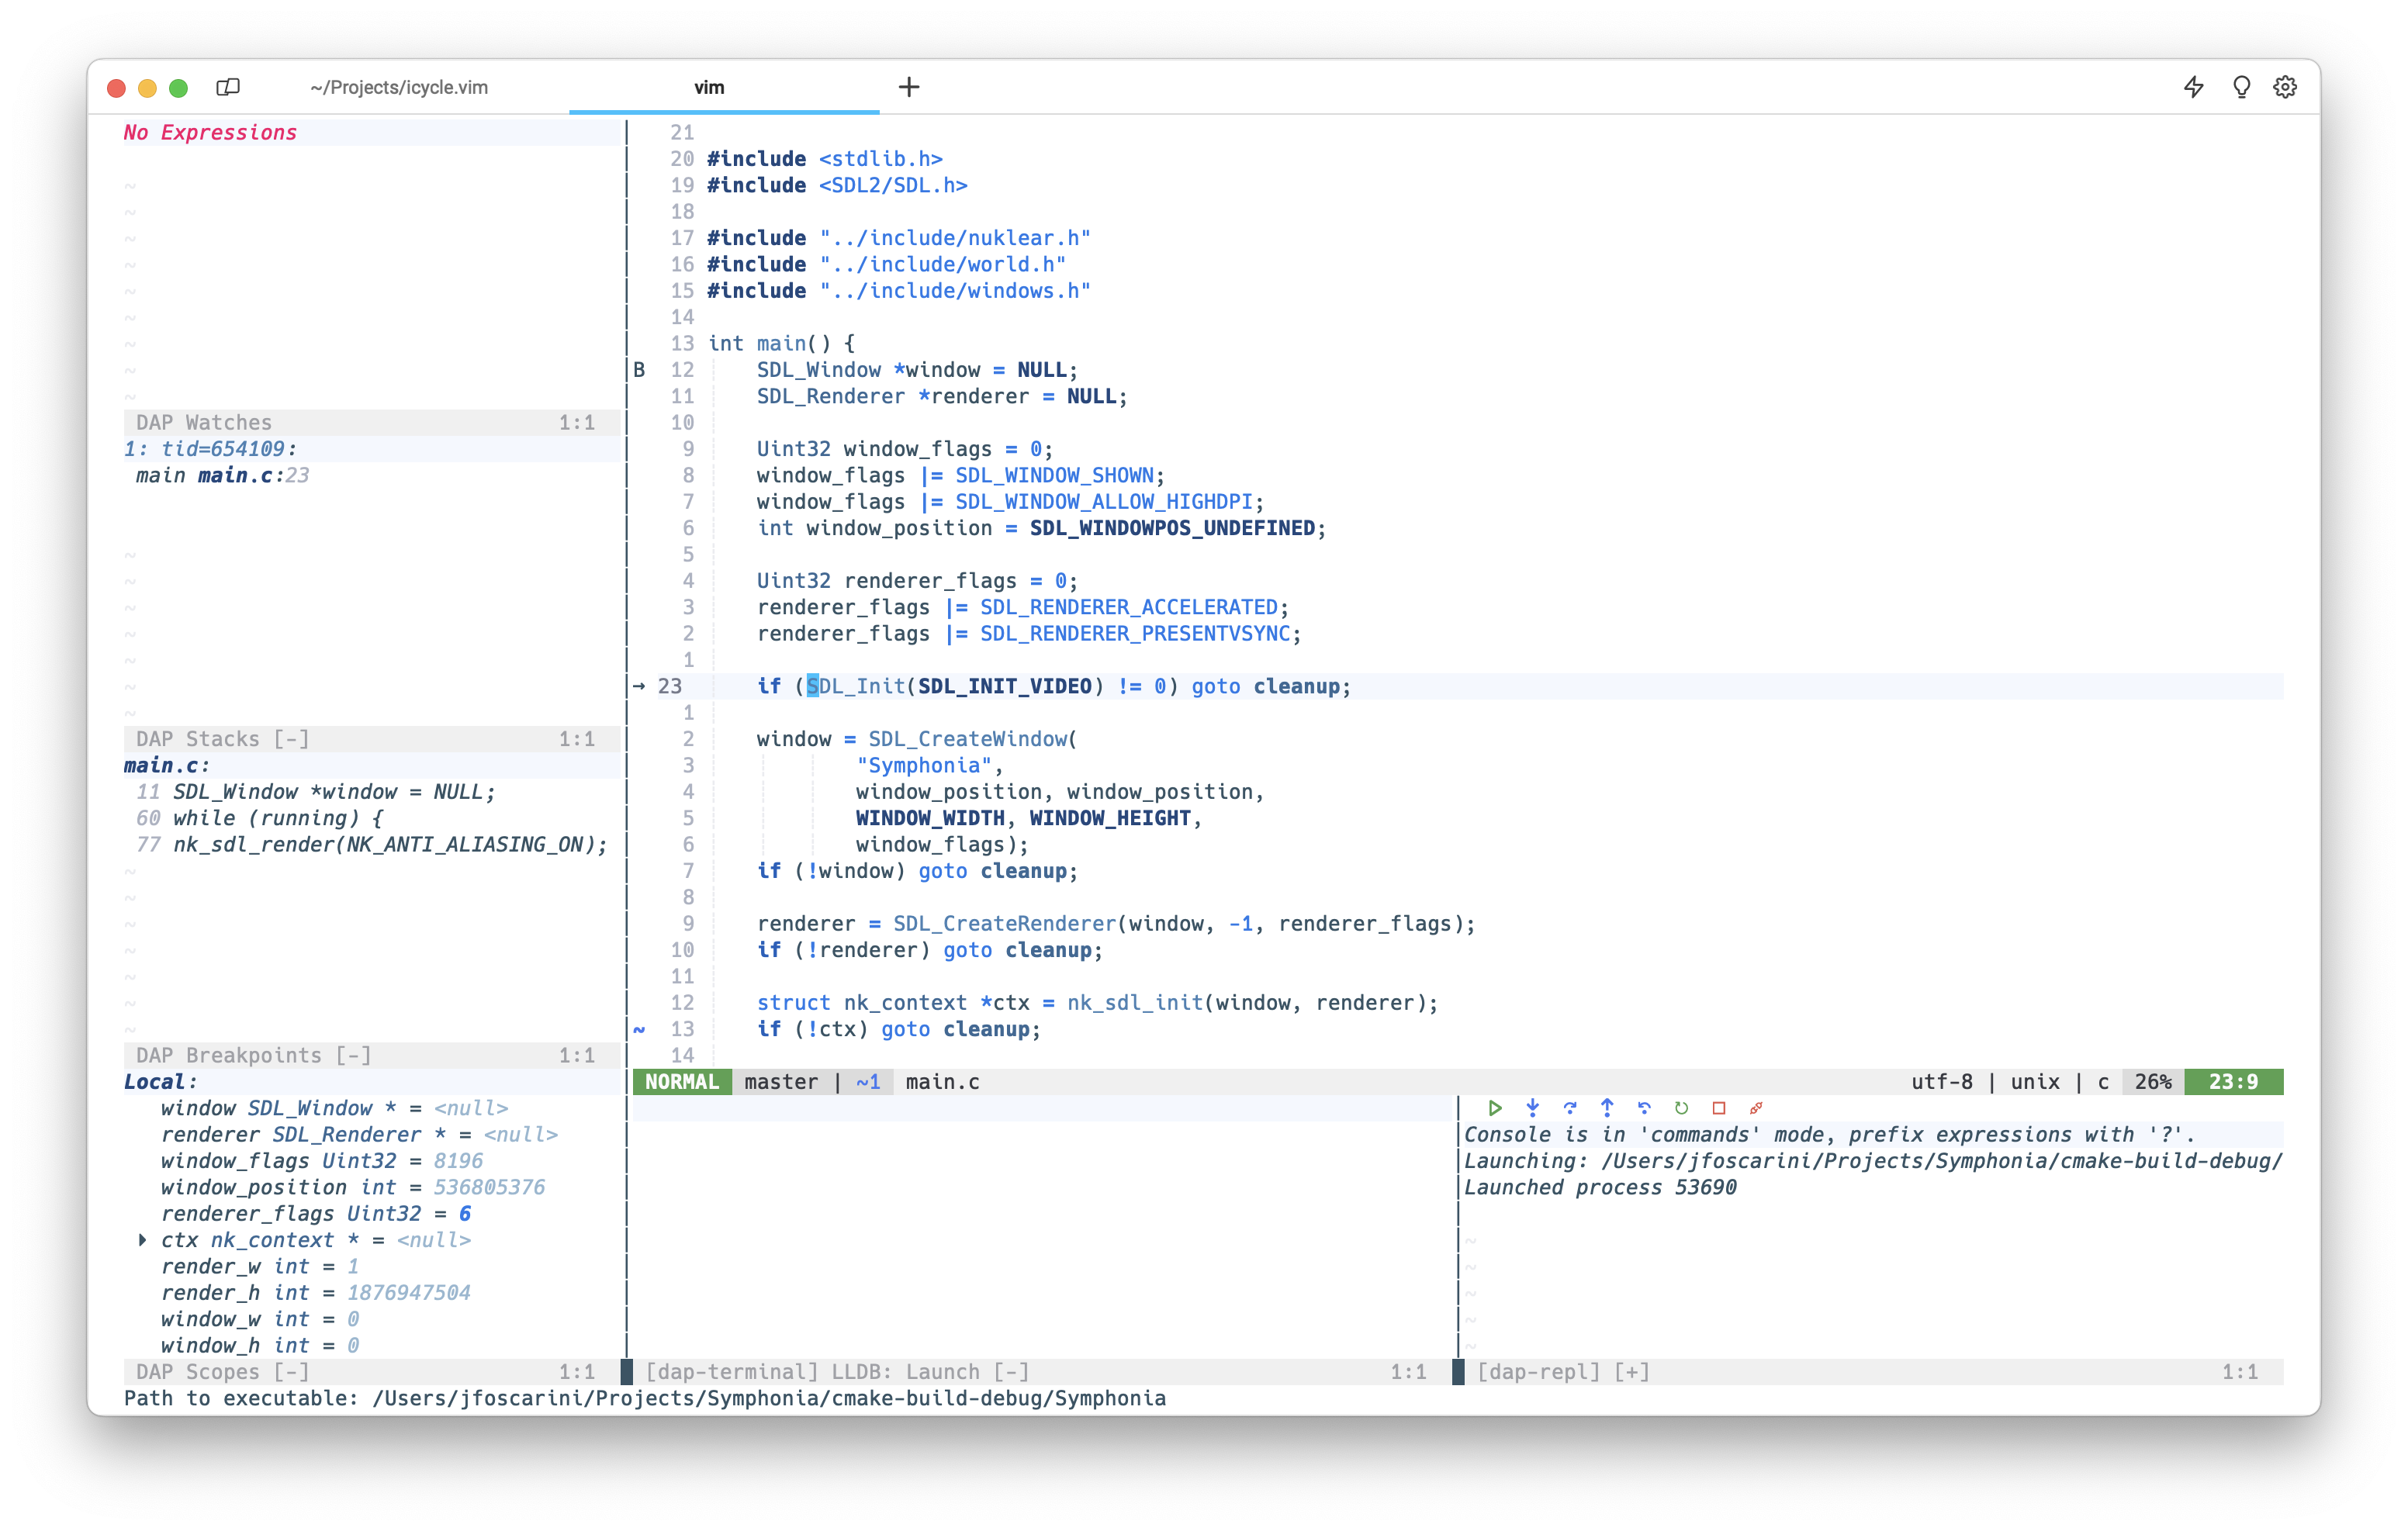 ~/Projects/icycle.vim
vim
No Expressions
~
~
~
~
~
~
~
~
~
DAP Watches 1:1
1: tid=654109:
main main.c:23
~
~
~
~
~
~
~
DAP Stacks [-] 1:1
main.c:
11 SDL_Window *window = NULL;
60 while (running) {
77 nk_sdl_render(NK_ANTI_ALIASING_ON);
~
~
~
~
~
~
~
DAP Breakpoints [-] 1:1
Local:
window SDL_Window * = <null>
renderer SDL_Renderer * = <null>
window_flags Uint32 = 8196
window_position int = 536805376
renderer_flags Uint32 = 6
ctx nk_context * = <null>
render_w int = 1
render_h int = 1876947504
window_w int = 0
window_h int = 0
DAP Scopes [-] 1:1
21
20 #include <stdlib.h>
19 #include <SDL2/SDL.h>
18
17 #include "../include/nuklear.h"
16 #include "../include/world.h"
15 #include "../include/windows.h"
14
13 int main() {
B 12 SDL_Window *window = NULL;
11 SDL_Renderer *renderer = NULL;
10
9 Uint32 window_flags = 0;
8 window_flags |= SDL_WINDOW_SHOWN;
7 window_flags |= SDL_WINDOW_ALLOW_HIGHDPI;
6 int window_position = SDL_WINDOWPOS_UNDEFINED;
5
4 Uint32 renderer_flags = 0;
3 renderer_flags |= SDL_RENDERER_ACCELERATED;
2 renderer_flags |= SDL_RENDERER_PRESENTVSYNC;
1
→ 23 if (SDL_Init(SDL_INIT_VIDEO) != 0) goto cleanup;
1
2 window = SDL_CreateWindow(
3 "Symphonia",
4 window_position, window_position,
5 WINDOW_WIDTH, WINDOW_HEIGHT,
6 window_flags);
7 if (!window) goto cleanup;
8
9 renderer = SDL_CreateRenderer(window, -1, renderer_flags);
10 if (!renderer) goto cleanup;
11
12 struct nk_context *ctx = nk_sdl_init(window, renderer);
~ 13 if (!ctx) goto cleanup;
14
NORMAL master | ~1 main.c utf-8 | unix | c 26% 23:9
[dap-terminal] LLDB: Launch [-] 1:1
Console is in 'commands' mode, prefix expressions with '?'.
Launching: /Users/jfoscarini/Projects/Symphonia/cmake-build-debug/
Launched process 53690
~
~
~
~
~
[dap-repl] [+] 1:1
Path to executable: /Users/jfoscarini/Projects/Symphonia/cmake-build-debug/Symphonia